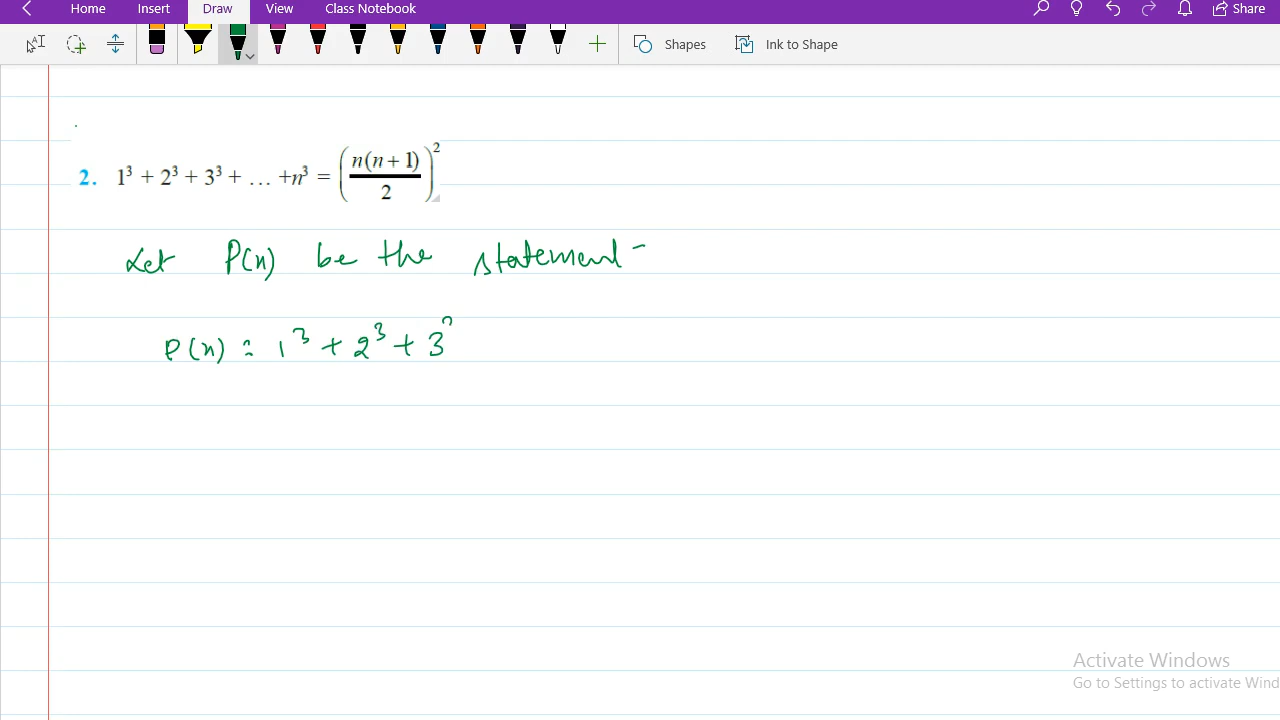 Home Insert Draw View Class Notebook Share
Shapes Ink to Shape
2. 1³ + 2³ + 3³ + … +n³ = (n(n + 1)/2)²
Let P(n) be the statement -
P(n) : 1³ + 2³ + 3
Activate Windows
Go to Settings to activate Wind